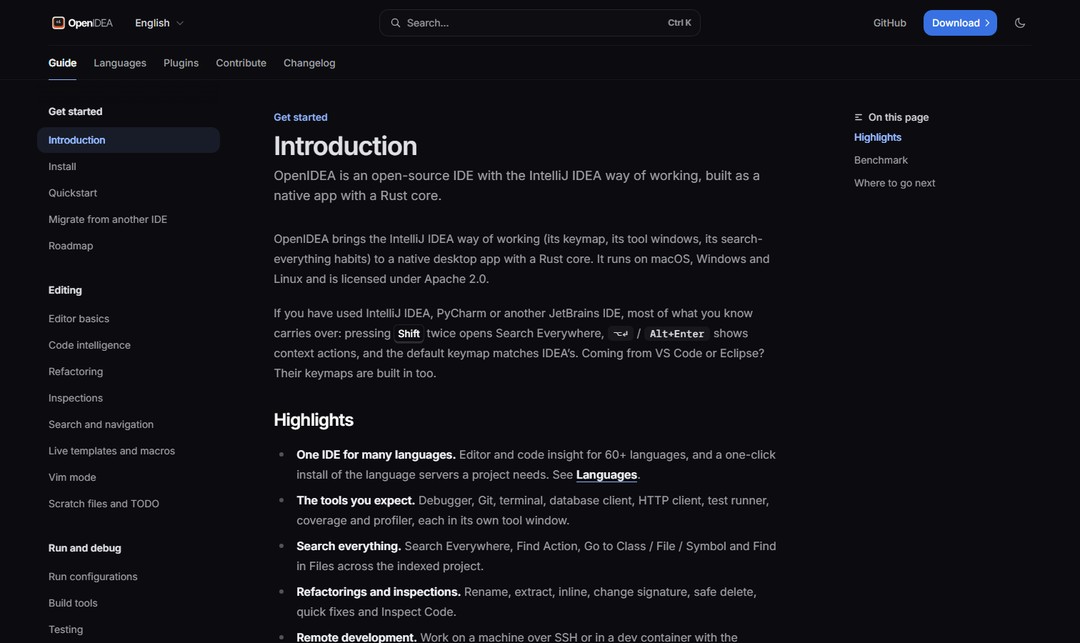 OpenIDEA
English
Search...
Ctrl K
GitHub
Download
Guide
Languages
Plugins
Contribute
Changelog
Get started
Introduction
Install
Quickstart
Migrate from another IDE
Roadmap
Editing
Editor basics
Code intelligence
Refactoring
Inspections
Search and navigation
Live templates and macros
Vim mode
Scratch files and TODO
Run and debug
Run configurations
Build tools
Testing
Get started
Introduction
OpenIDEA is an open-source IDE with the IntelliJ IDEA way of working, built as a
native app with a Rust core.
OpenIDEA brings the IntelliJ IDEA way of working (its keymap, its tool windows, its search-
everything habits) to a native desktop app with a Rust core. It runs on macOS, Windows and
Linux and is licensed under Apache 2.0.
If you have used IntelliJ IDEA, PyCharm or another JetBrains IDE, most of what you know
carries over: pressing Shift twice opens Search Everywhere, ⌥⏎ / Alt+Enter shows
context actions, and the default keymap matches IDEA’s. Coming from VS Code or Eclipse?
Their keymaps are built in too.
Highlights
• One IDE for many languages. Editor and code insight for 60+ languages, and a one-click
install of the language servers a project needs. See Languages.
• The tools you expect. Debugger, Git, terminal, database client, HTTP client, test runner,
coverage and profiler, each in its own tool window.
• Search everything. Search Everywhere, Find Action, Go to Class / File / Symbol and Find
in Files across the indexed project.
• Refactorings and inspections. Rename, extract, inline, change signature, safe delete,
quick fixes and Inspect Code.
• Remote development. Work on a machine over SSH or in a dev container with the
On this page
Highlights
Benchmark
Where to go next